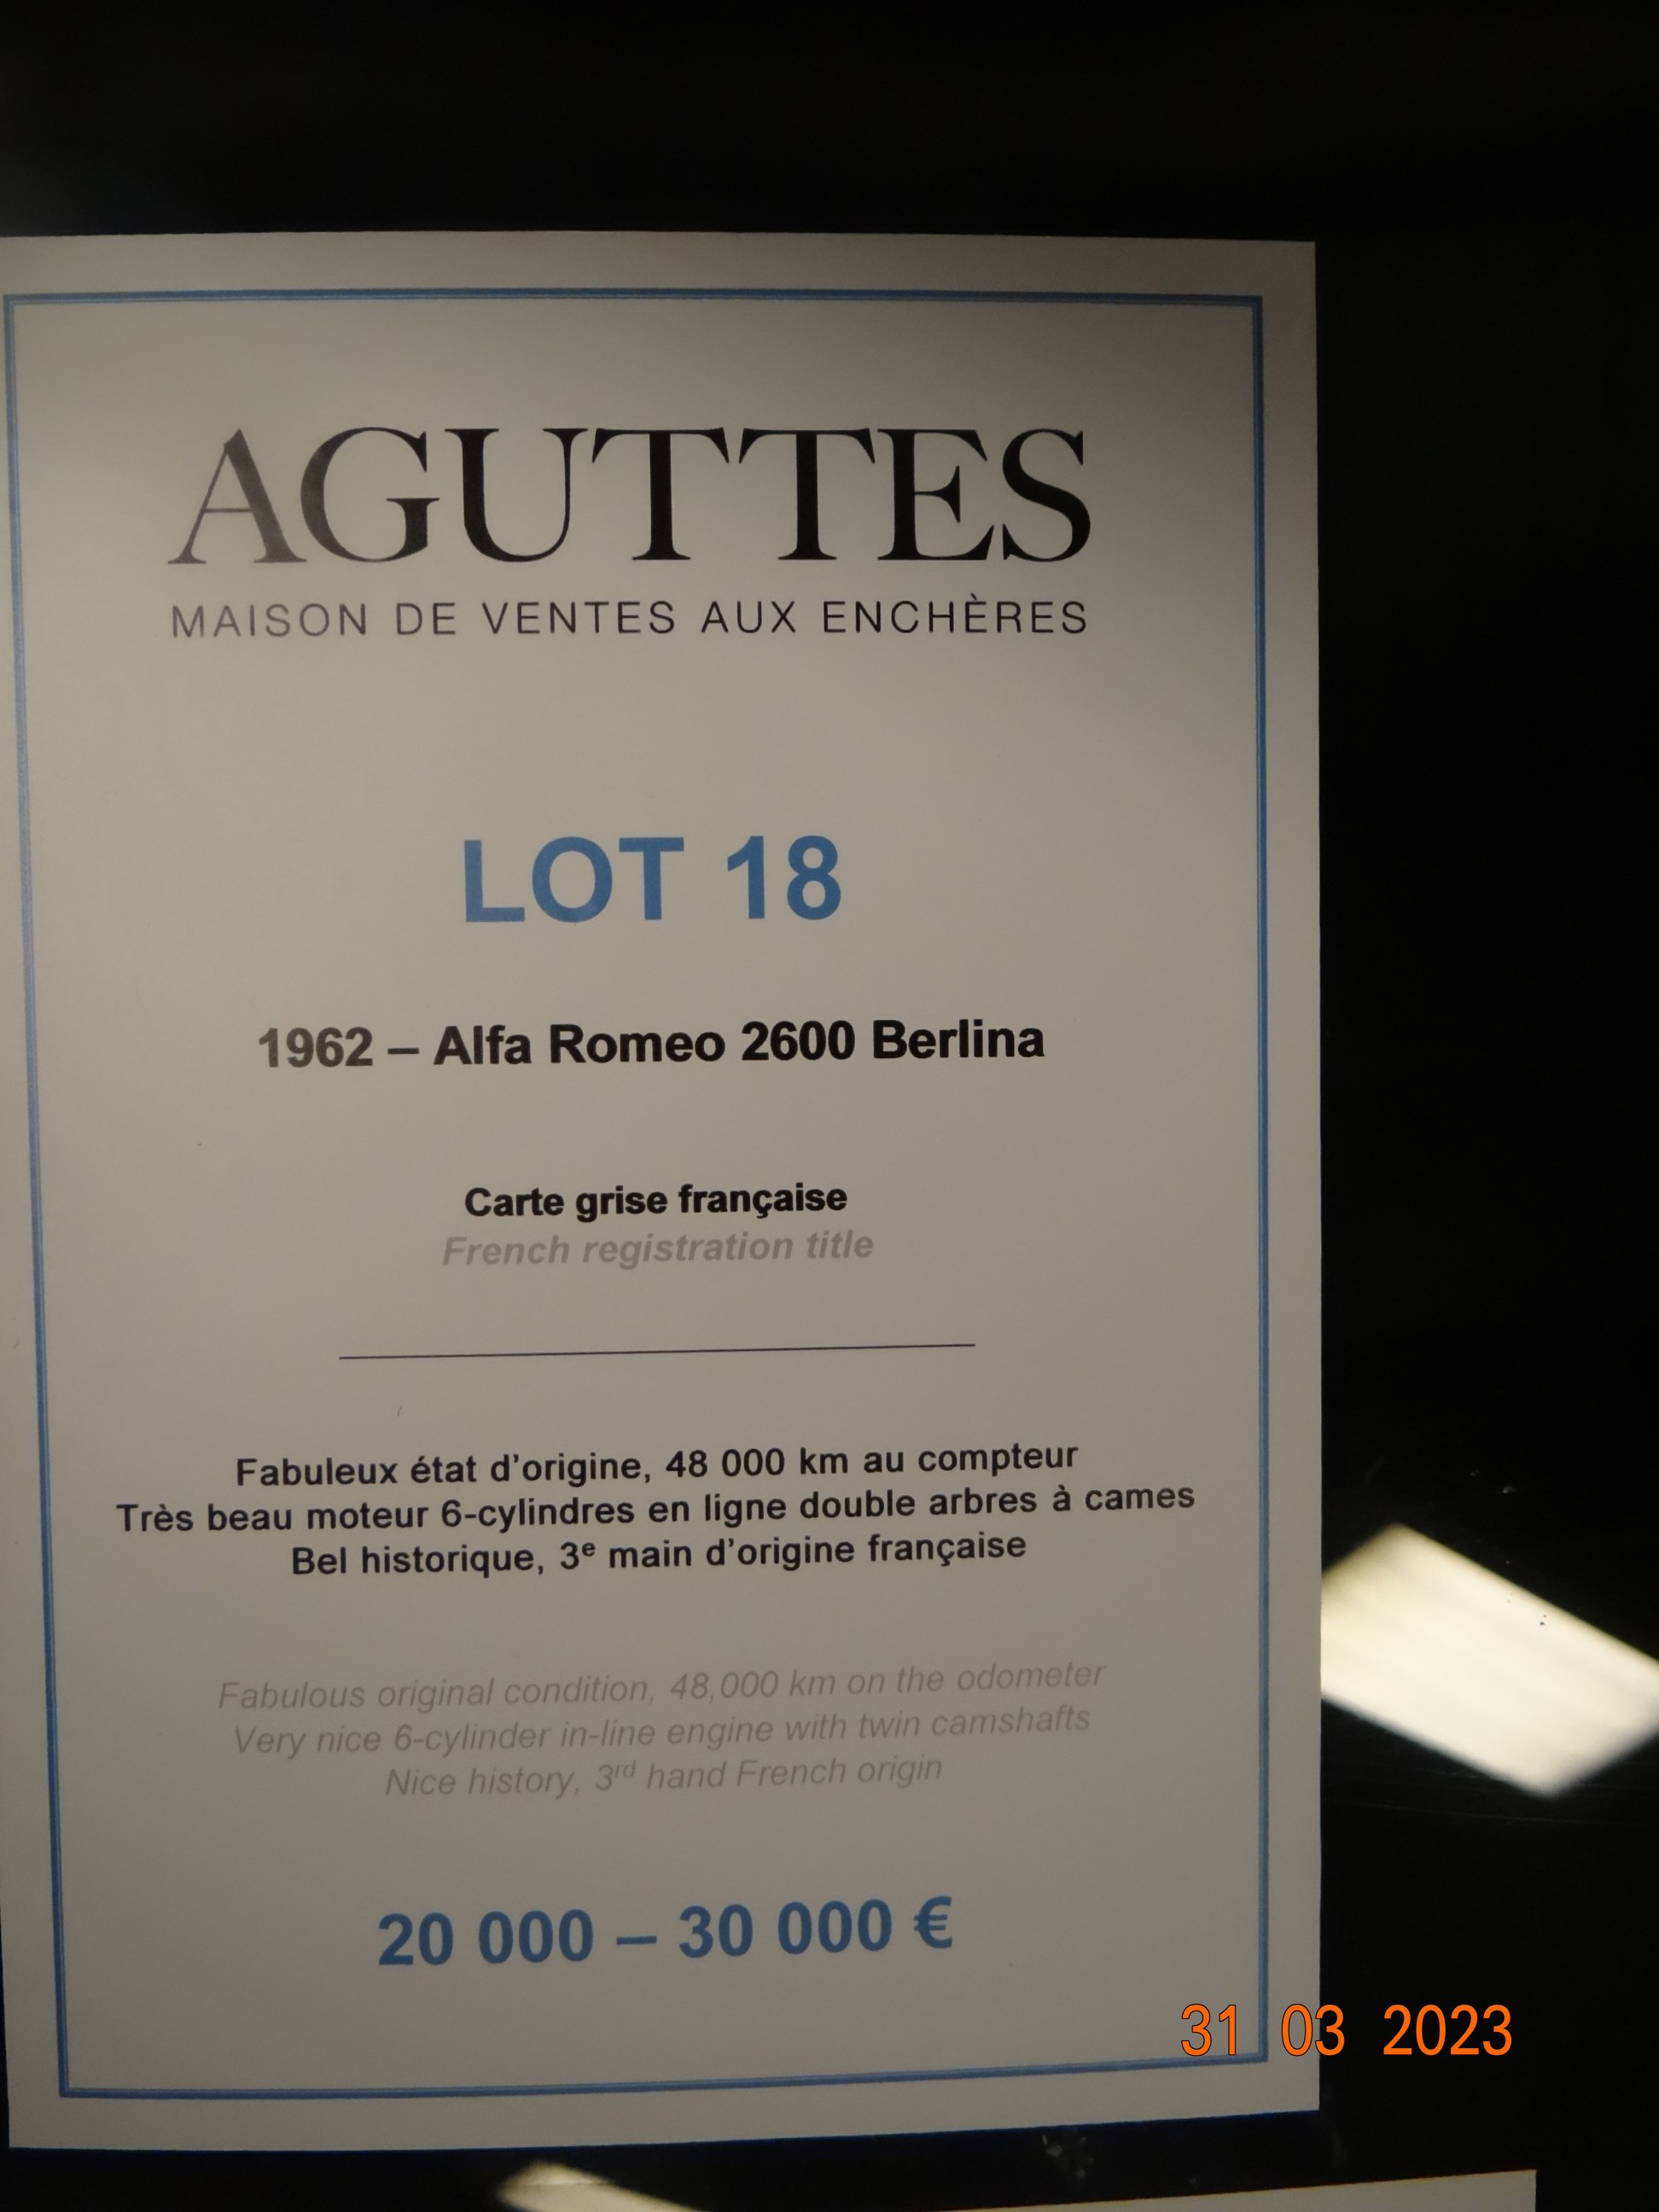 AGUTTES
MAISON DE VENTES AUX ENCHÈRES
LOT 18
1962 – Alfa Romeo 2600 Berlina
Carte grise française
French registration title
Fabuleux état d'origine, 48 000 km au compteur
Très beau moteur 6-cylindres en ligne double arbres à cames
Bel historique, 3e main d'origine française
Fabulous original condition, 48,000 km on the odometer
Very nice 6-cylinder in-line engine with twin camshafts
Nice history, 3rd hand French origin
20 000 – 30 000 €
31 03 2023